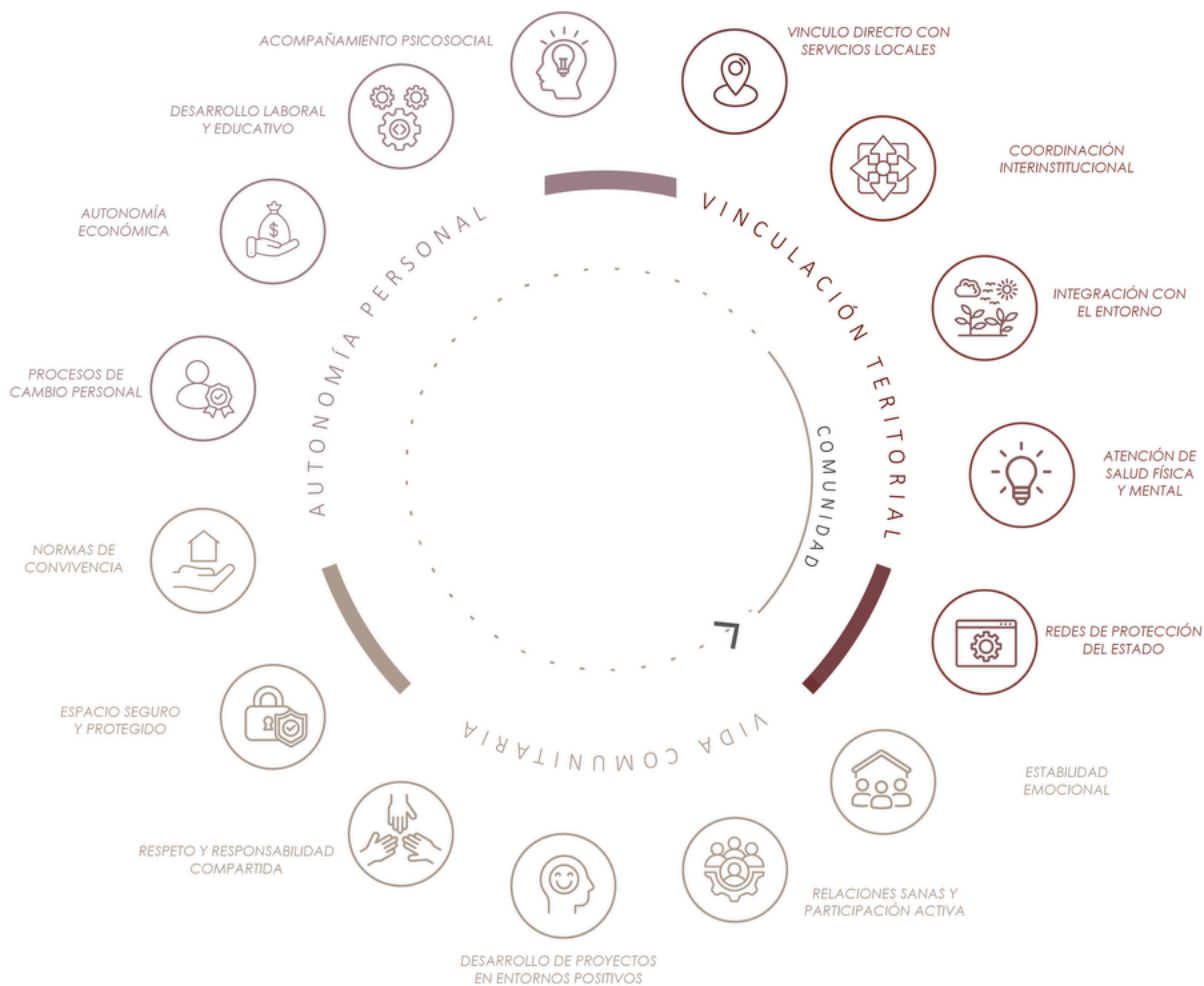 ACOMPAÑAMIENTO PSICOSOCIAL
VINCULO DIRECTO CON
SERVICIOS LOCALES
DESARROLLO LABORAL
Y EDUCATIVO
COORDINACIÓN
INTERINSTITUCIONAL
AUTONOMÍA
ECONÓMICA
INTEGRACIÓN CON
EL ENTORNO
PROCESOS DE
CAMBIO PERSONAL
ATENCIÓN DE
SALUD FÍSICA
Y MENTAL
NORMAS DE
CONVIVENCIA
REDES DE PROTECCIÓN
DEL ESTADO
ESPACIO SEGURO
Y PROTEGIDO
ESTABILIDAD
EMOCIONAL
RESPETO Y RESPONSABILIDAD
COMPARTIDA
RELACIONES SANAS Y
PARTICIPACIÓN ACTIVA
DESARROLLO DE PROYECTOS
EN ENTORNOS POSITIVOS
AUTONOMÍA PERSONAL
VINCULACIÓN TERITORIAL
VIDA COMUNITARIA
COMUNIDAD
$